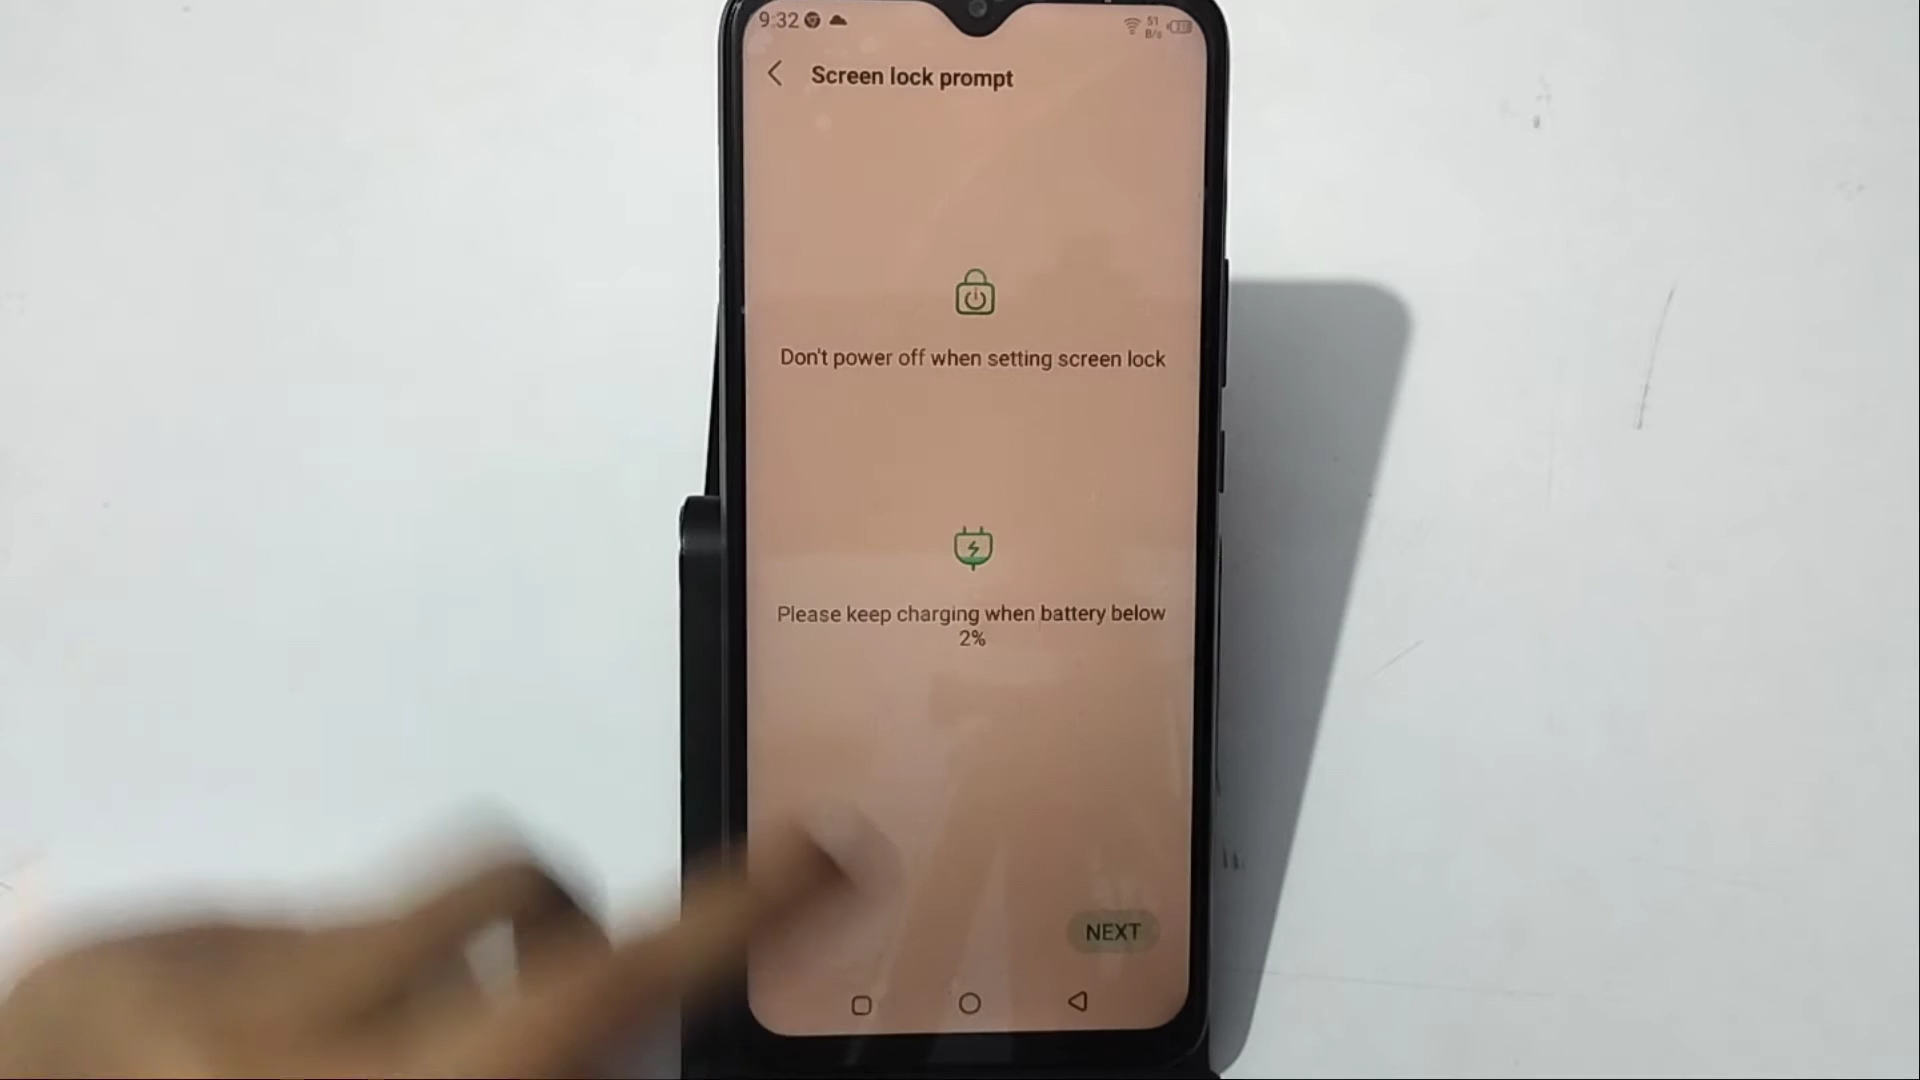 9:32
51
B/s
Screen lock prompt
Don't power off when setting screen lock
Please keep charging when battery below
2%
NEXT